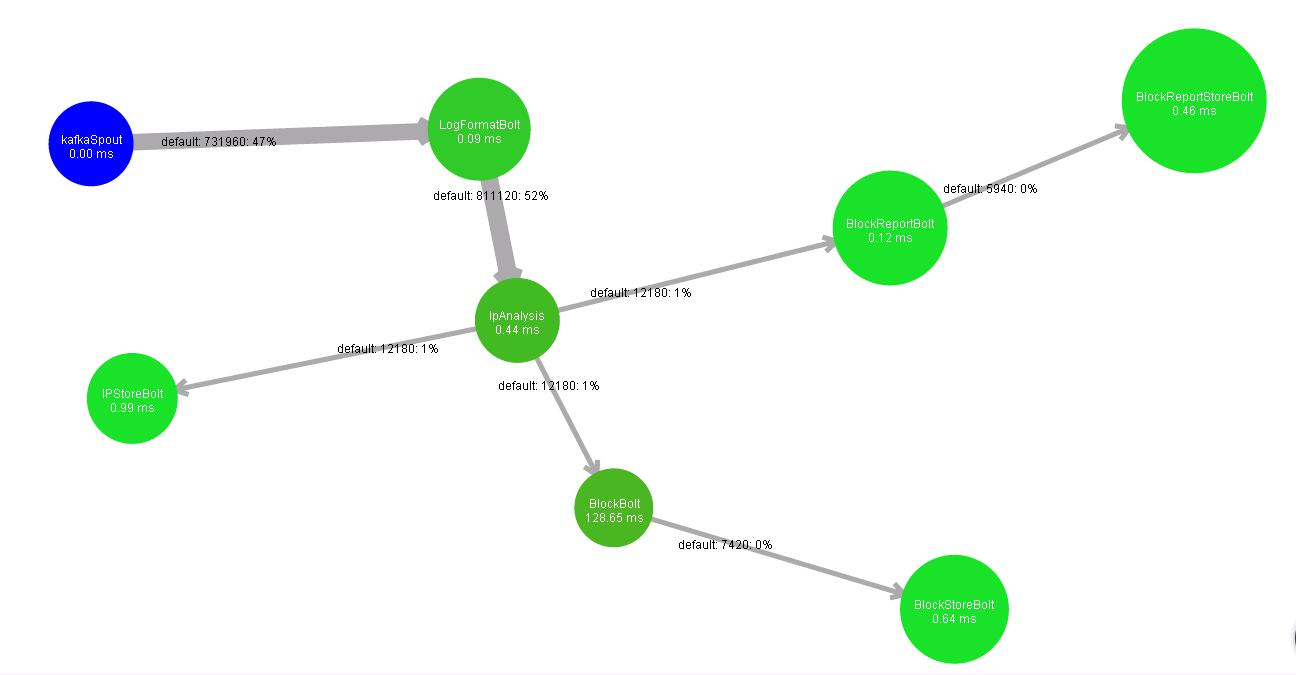 BlockReportStoreBolt
0.46 ms
LogFormatBolt
0.09 ms
kafkaSpout
0.00 ms
default: 731960: 47%
default: 811120: 52%
default: 5940: 0%
BlockReportBolt
0.12 ms
default: 12180: 1%
IpAnalysis
0.44 ms
default: 12180: 1%
default: 12180: 1%
IPStoreBolt
0.99 ms
BlockBolt
128.65 ms
default: 7420: 0%
BlockStoreBolt
0.64 ms